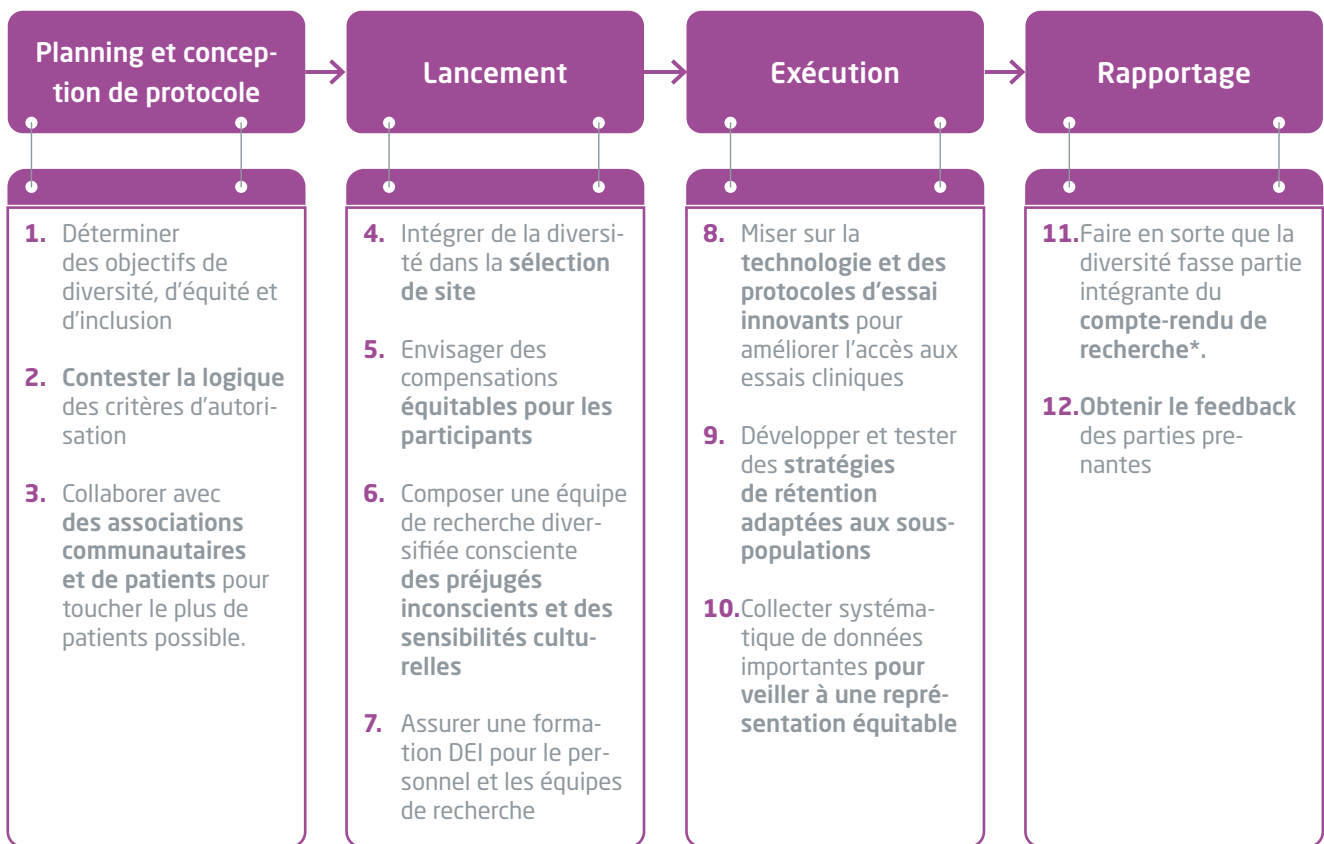 Planning et concep-
tion de protocole
Lancement
Exécution
Rapportage
1. Déterminer
des objectifs de
diversité, d'équité et
d'inclusion
2. Contester la logique
des critères d'autori-
sation
3. Collaborer avec
des associations
communautaires
et de patients pour
toucher le plus de
patients possible.
4. Intégrer de la diversi-
té dans la sélection
de site
5. Envisager des
compensations
équitables pour les
participants
6. Composer une équipe
de recherche diver-
sifiée consciente
des préjugés
inconscients et des
sensibilités cultu-
relles
7. Assurer une forma-
tion DEI pour le per-
sonnel et les équipes
de recherche
8. Miser sur la
technologie et des
protocoles d'essai
innovants pour
améliorer l'accès aux
essais cliniques
9. Développer et tester
des stratégies
de rétention
adaptées aux sous-
populations
10.Collecter systéma-
tique de données
importantes pour
veiller à une repré-
sentation équitable
11.Faire en sorte que la
diversité fasse partie
intégrante du
compte-rendu de
recherche*.
12.Obtenir le feedback
des parties pre-
nantes